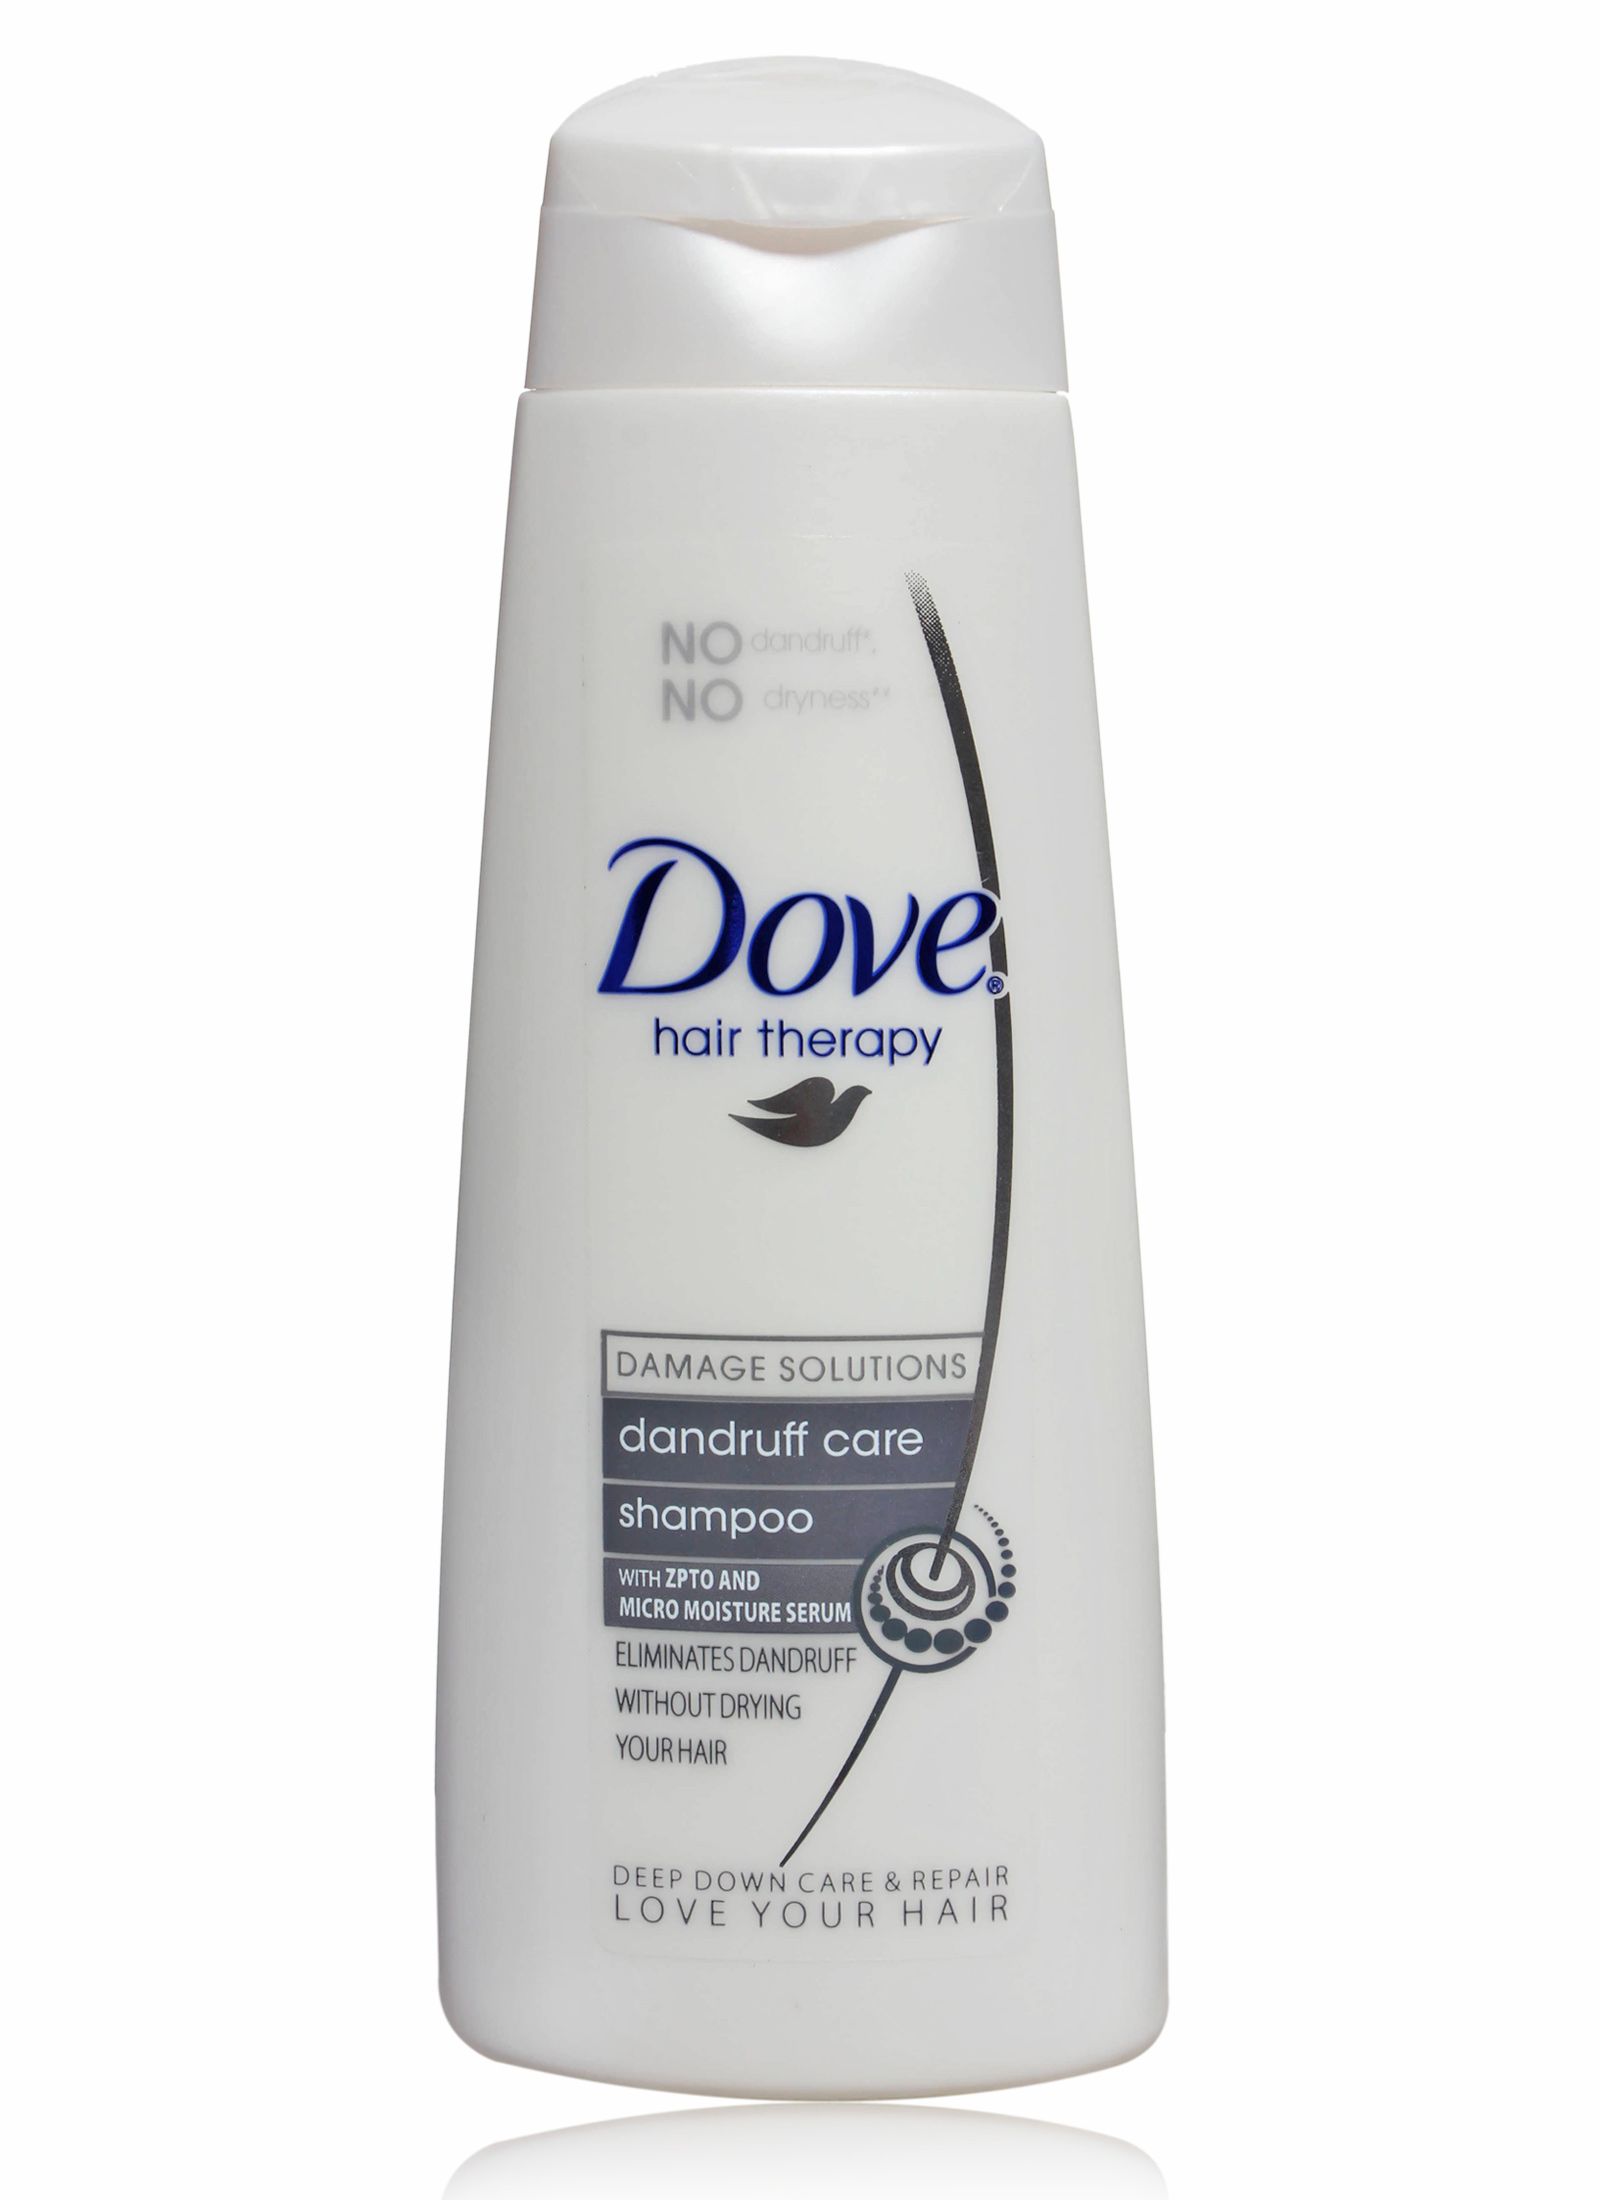 NO dandruff*,
NO dryness**
Dove®
hair therapy
DAMAGE SOLUTIONS
dandruff care
shampoo
WITH ZPTO AND
MICRO MOISTURE SERUM
ELIMINATES DANDRUFF
WITHOUT DRYING
YOUR HAIR
DEEP DOWN CARE & REPAIR
LOVE YOUR HAIR